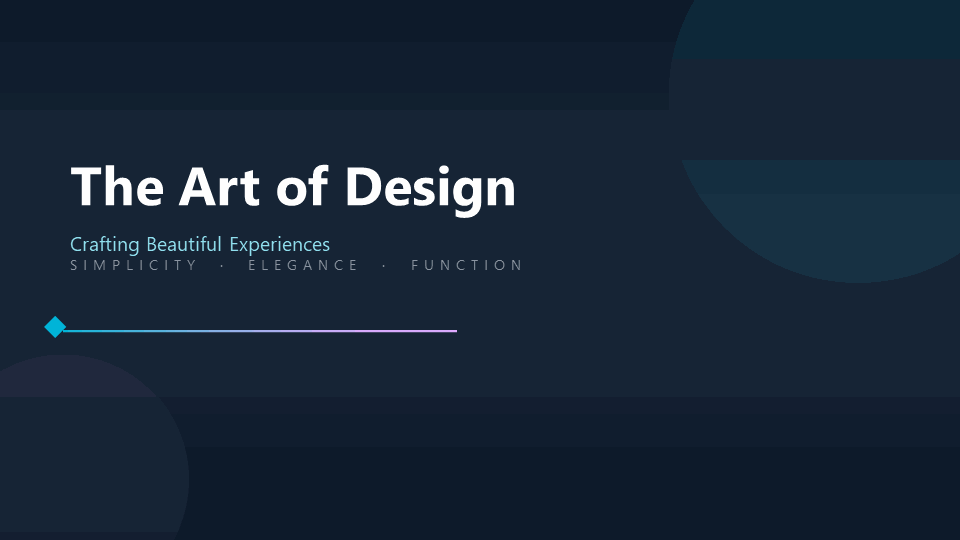 The Art of Design
Crafting Beautiful Experiences
SIMPLICITY · ELEGANCE · FUNCTION